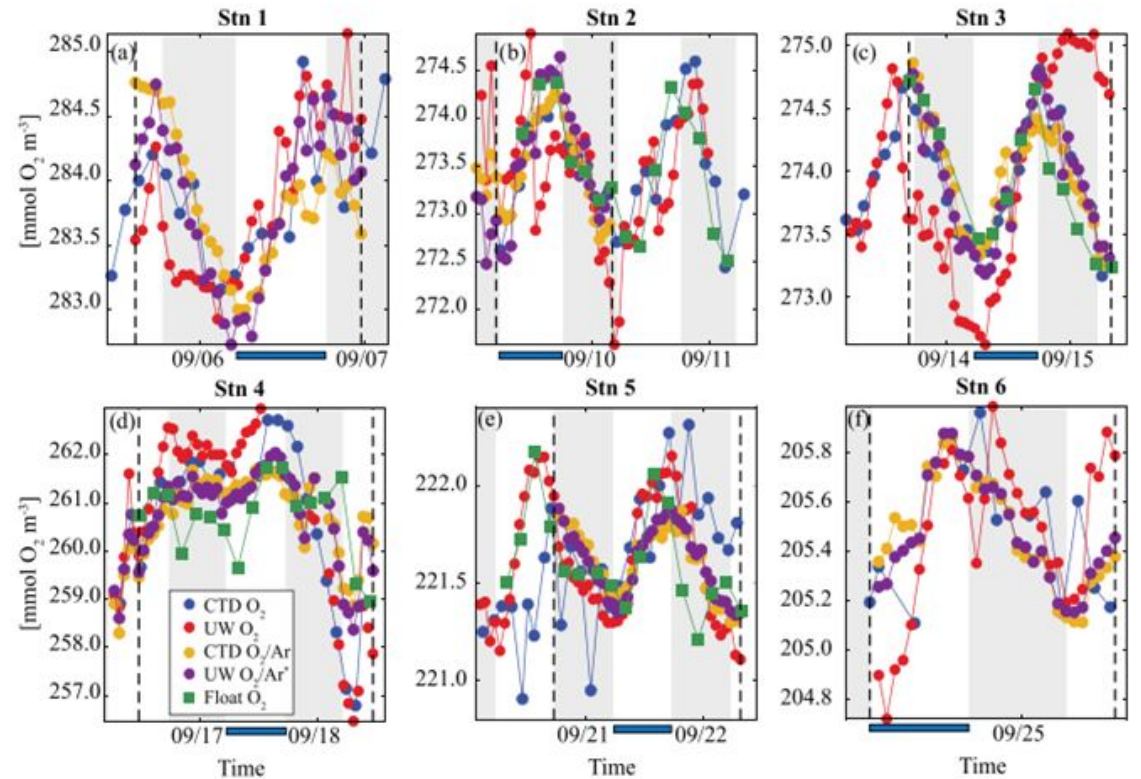 Stn 1
Stn 2
Stn 3
(a)
285.0
284.5
284.0
283.5
283.0
09/06
09/07
(b)
274.5
274.0
273.5
273.0
272.5
272.0
09/10
09/11
(c)
275.0
274.5
274.0
273.5
273.0
09/14
09/15
[mmol O₂ m⁻³]
Stn 4
Stn 5
Stn 6
(d)
262.0
261.0
260.0
259.0
258.0
257.0
CTD O₂
UW O₂
CTD O₂/Ar
UW O₂/Ar*
Float O₂
09/17
09/18
(e)
222.0
221.5
221.0
09/21
09/22
(f)
205.8
205.6
205.4
205.2
205.0
204.8
09/25
[mmol O₂ m⁻³]
Time
Time
Time